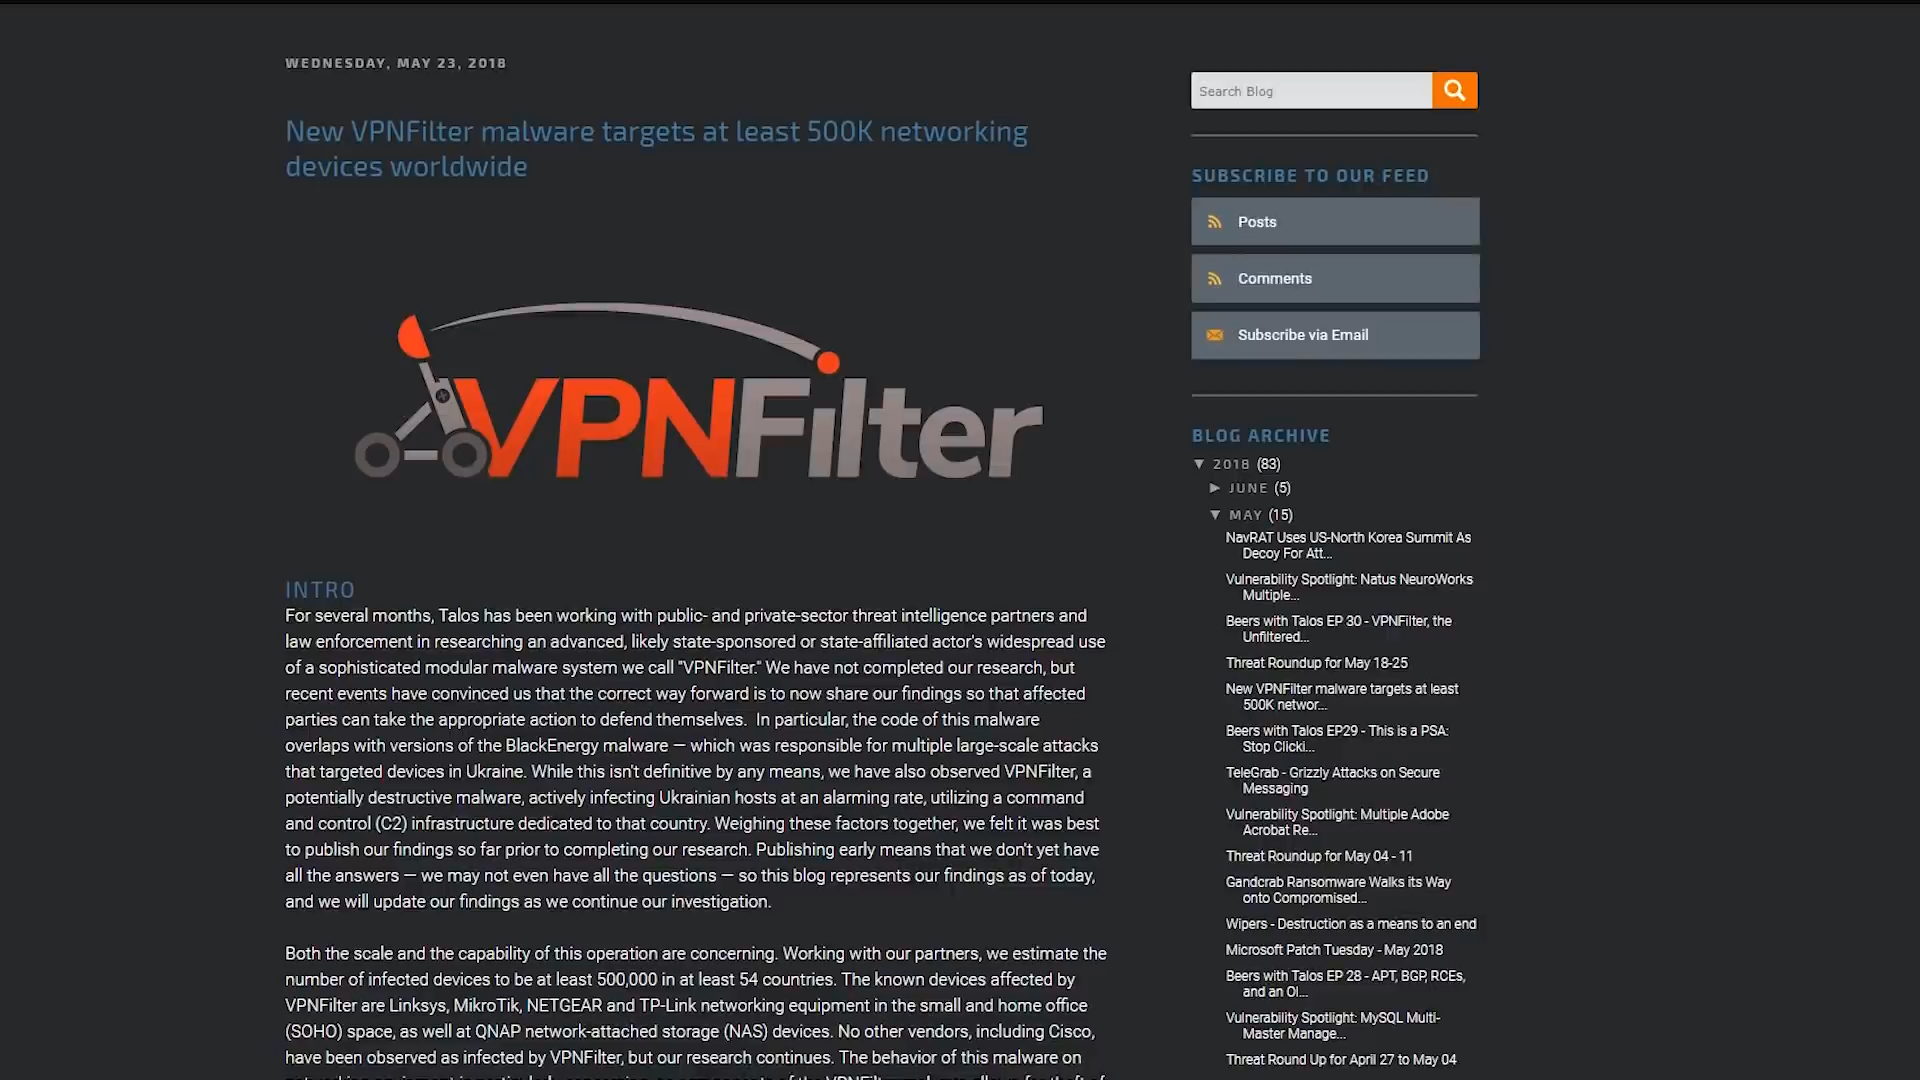 WEDNESDAY, MAY 23, 2018
New VPNFilter malware targets at least 500K networking
devices worldwide
VPNFilter
INTRO
For several months, Talos has been working with public- and private-sector threat intelligence partners and
law enforcement in researching an advanced, likely state-sponsored or state-affiliated actor's widespread use
of a sophisticated modular malware system we call "VPNFilter." We have not completed our research, but
recent events have convinced us that the correct way forward is to now share our findings so that affected
parties can take the appropriate action to defend themselves.  In particular, the code of this malware
overlaps with versions of the BlackEnergy malware — which was responsible for multiple large-scale attacks
that targeted devices in Ukraine. While this isn't definitive by any means, we have also observed VPNFilter, a
potentially destructive malware, actively infecting Ukrainian hosts at an alarming rate, utilizing a command
and control (C2) infrastructure dedicated to that country. Weighing these factors together, we felt it was best
to publish our findings so far prior to completing our research. Publishing early means that we don't yet have
all the answers — we may not even have all the questions — so this blog represents our findings as of today,
and we will update our findings as we continue our investigation.
Both the scale and the capability of this operation are concerning. Working with our partners, we estimate the
number of infected devices to be at least 500,000 in at least 54 countries. The known devices affected by
VPNFilter are Linksys, MikroTik, NETGEAR and TP-Link networking equipment in the small and home office
(SOHO) space, as well at QNAP network-attached storage (NAS) devices. No other vendors, including Cisco,
have been observed as infected by VPNFilter, but our research continues. The behavior of this malware on
Search Blog
SUBSCRIBE TO OUR FEED
Posts
Comments
Subscribe via Email
BLOG ARCHIVE
▼ 2018 (83)
► JUNE (5)
▼ MAY (15)
NavRAT Uses US-North Korea Summit As
Decoy For Att...
Vulnerability Spotlight: Natus NeuroWorks
Multiple...
Beers with Talos EP 30 - VPNFilter, the
Unfiltered...
Threat Roundup for May 18-25
New VPNFilter malware targets at least
500K networ...
Beers with Talos EP29 - This is a PSA:
Stop Clicki...
TeleGrab - Grizzly Attacks on Secure
Messaging
Vulnerability Spotlight: Multiple Adobe
Acrobat Re...
Threat Roundup for May 04 - 11
Gandcrab Ransomware Walks its Way
onto Compromised...
Wipers - Destruction as a means to an end
Microsoft Patch Tuesday - May 2018
Beers with Talos EP 28 - APT, BGP, RCEs,
and an Ol...
Vulnerability Spotlight: MySQL Multi-
Master Manage...
Threat Round Up for April 27 to May 04